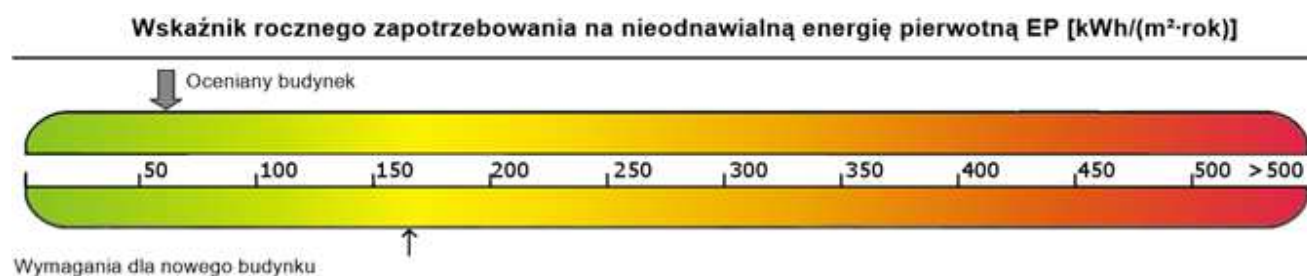 Wskaźnik rocznego zapotrzebowania na nieodnawialną energię pierwotną EP [kWh/(m²·rok)]
Oceniany budynek
50 100 150 200 250 300 350 400 450 500 >500
Wymagania dla nowego budynku